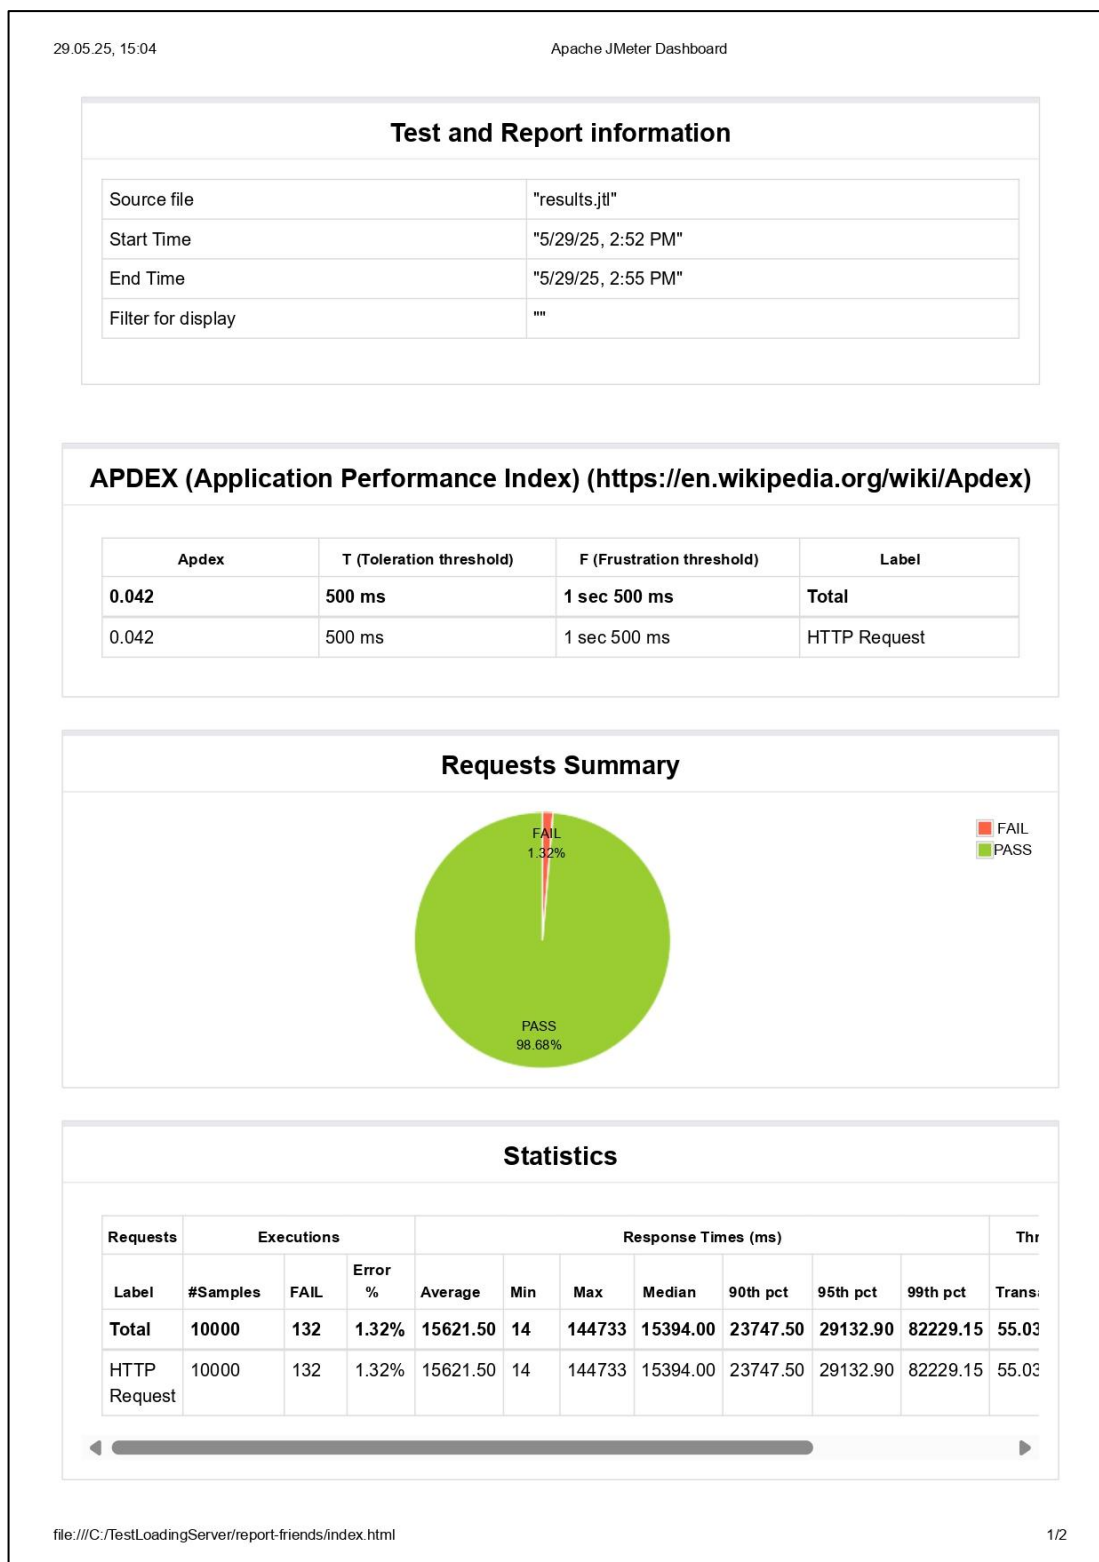 29.05.25, 15:04 Apache JMeter Dashboard
Test and Report information
Source file "results.jtl"
Start Time "5/29/25, 2:52 PM"
End Time "5/29/25, 2:55 PM"
Filter for display ""
APDEX (Application Performance Index) (https://en.wikipedia.org/wiki/Apdex)
Apdex T (Toleration threshold) F (Frustration threshold) Label
0.042 500 ms 1 sec 500 ms Total
0.042 500 ms 1 sec 500 ms HTTP Request
Requests Summary
FAIL
1.32%
FAIL
PASS
PASS
98.68%
Statistics
Requests Executions Response Times (ms) Thr
Label #Samples FAIL Error % Average Min Max Median 90th pct 95th pct 99th pct Transa
Total 10000 132 1.32% 15621.50 14 144733 15394.00 23747.50 29132.90 82229.15 55.03
HTTP Request 10000 132 1.32% 15621.50 14 144733 15394.00 23747.50 29132.90 82229.15 55.03
file:///C:/TestLoadingServer/report-friends/index.html 1/2